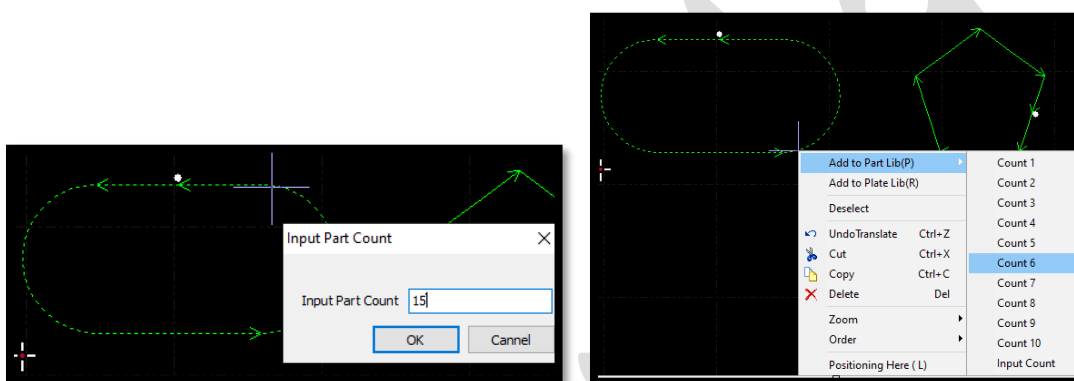 Input Part Count
Input Part Count 15
OK Cannel
Add to Part Lib(P)
Add to Plate Lib(R)
Deselect
UndoTranslate Ctrl+Z
Cut Ctrl+X
Copy Ctrl+C
Delete Del
Zoom
Order
Positioning Here ( L)
Count 1
Count 2
Count 3
Count 4
Count 5
Count 6
Count 7
Count 8
Count 9
Count 10
Input Count